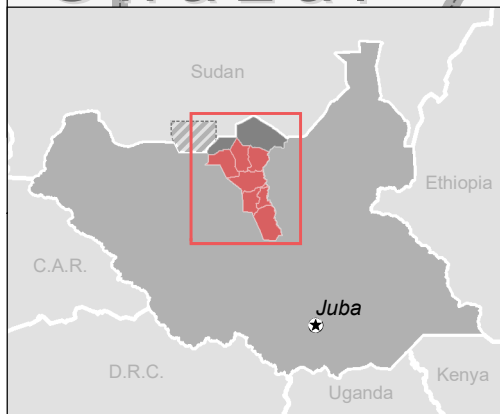 Sudan
Ethiopia
C.A.R.
Juba
D.R.C.
Kenya
Uganda